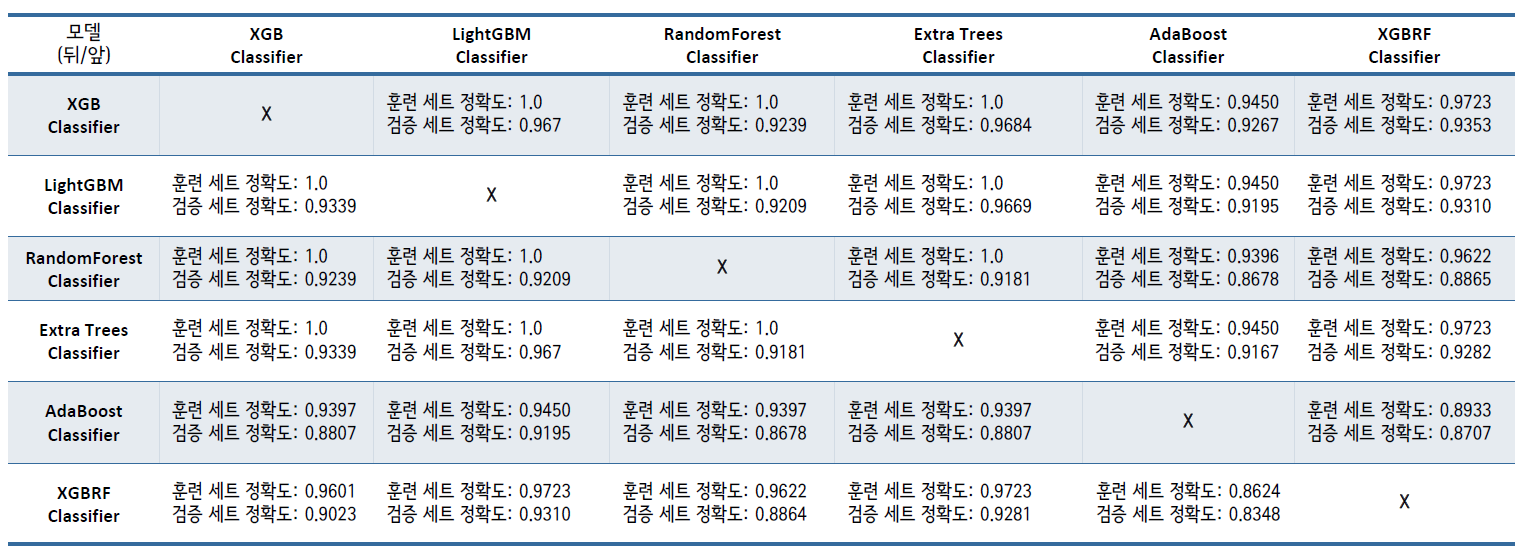 모델
(뒤/앞)
XGB
Classifier
LightGBM
Classifier
RandomForest
Classifier
Extra Trees
Classifier
AdaBoost
Classifier
XGBRF
Classifier
XGB
Classifier
X
훈련 세트 정확도: 1.0
검증 세트 정확도: 0.967
훈련 세트 정확도: 1.0
검증 세트 정확도: 0.9239
훈련 세트 정확도: 1.0
검증 세트 정확도: 0.9684
훈련 세트 정확도: 0.9450
검증 세트 정확도: 0.9267
훈련 세트 정확도: 0.9723
검증 세트 정확도: 0.9353
LightGBM
Classifier
훈련 세트 정확도: 1.0
검증 세트 정확도: 0.9339
X
훈련 세트 정확도: 1.0
검증 세트 정확도: 0.9209
훈련 세트 정확도: 1.0
검증 세트 정확도: 0.9669
훈련 세트 정확도: 0.9450
검증 세트 정확도: 0.9195
훈련 세트 정확도: 0.9723
검증 세트 정확도: 0.9310
RandomForest
Classifier
훈련 세트 정확도: 1.0
검증 세트 정확도: 0.9239
훈련 세트 정확도: 1.0
검증 세트 정확도: 0.9209
X
훈련 세트 정확도: 1.0
검증 세트 정확도: 0.9181
훈련 세트 정확도: 0.9396
검증 세트 정확도: 0.8678
훈련 세트 정확도: 0.9622
검증 세트 정확도: 0.8865
Extra Trees
Classifier
훈련 세트 정확도: 1.0
검증 세트 정확도: 0.9339
훈련 세트 정확도: 1.0
검증 세트 정확도: 0.967
훈련 세트 정확도: 1.0
검증 세트 정확도: 0.9181
X
훈련 세트 정확도: 0.9450
검증 세트 정확도: 0.9167
훈련 세트 정확도: 0.9723
검증 세트 정확도: 0.9282
AdaBoost
Classifier
훈련 세트 정확도: 0.9397
검증 세트 정확도: 0.8807
훈련 세트 정확도: 0.9450
검증 세트 정확도: 0.9195
훈련 세트 정확도: 0.9397
검증 세트 정확도: 0.8678
훈련 세트 정확도: 0.9397
검증 세트 정확도: 0.8807
X
훈련 세트 정확도: 0.8933
검증 세트 정확도: 0.8707
XGBRF
Classifier
훈련 세트 정확도: 0.9601
검증 세트 정확도: 0.9023
훈련 세트 정확도: 0.9723
검증 세트 정확도: 0.9310
훈련 세트 정확도: 0.9622
검증 세트 정확도: 0.8864
훈련 세트 정확도: 0.9723
검증 세트 정확도: 0.9281
훈련 세트 정확도: 0.8624
검증 세트 정확도: 0.8348
X